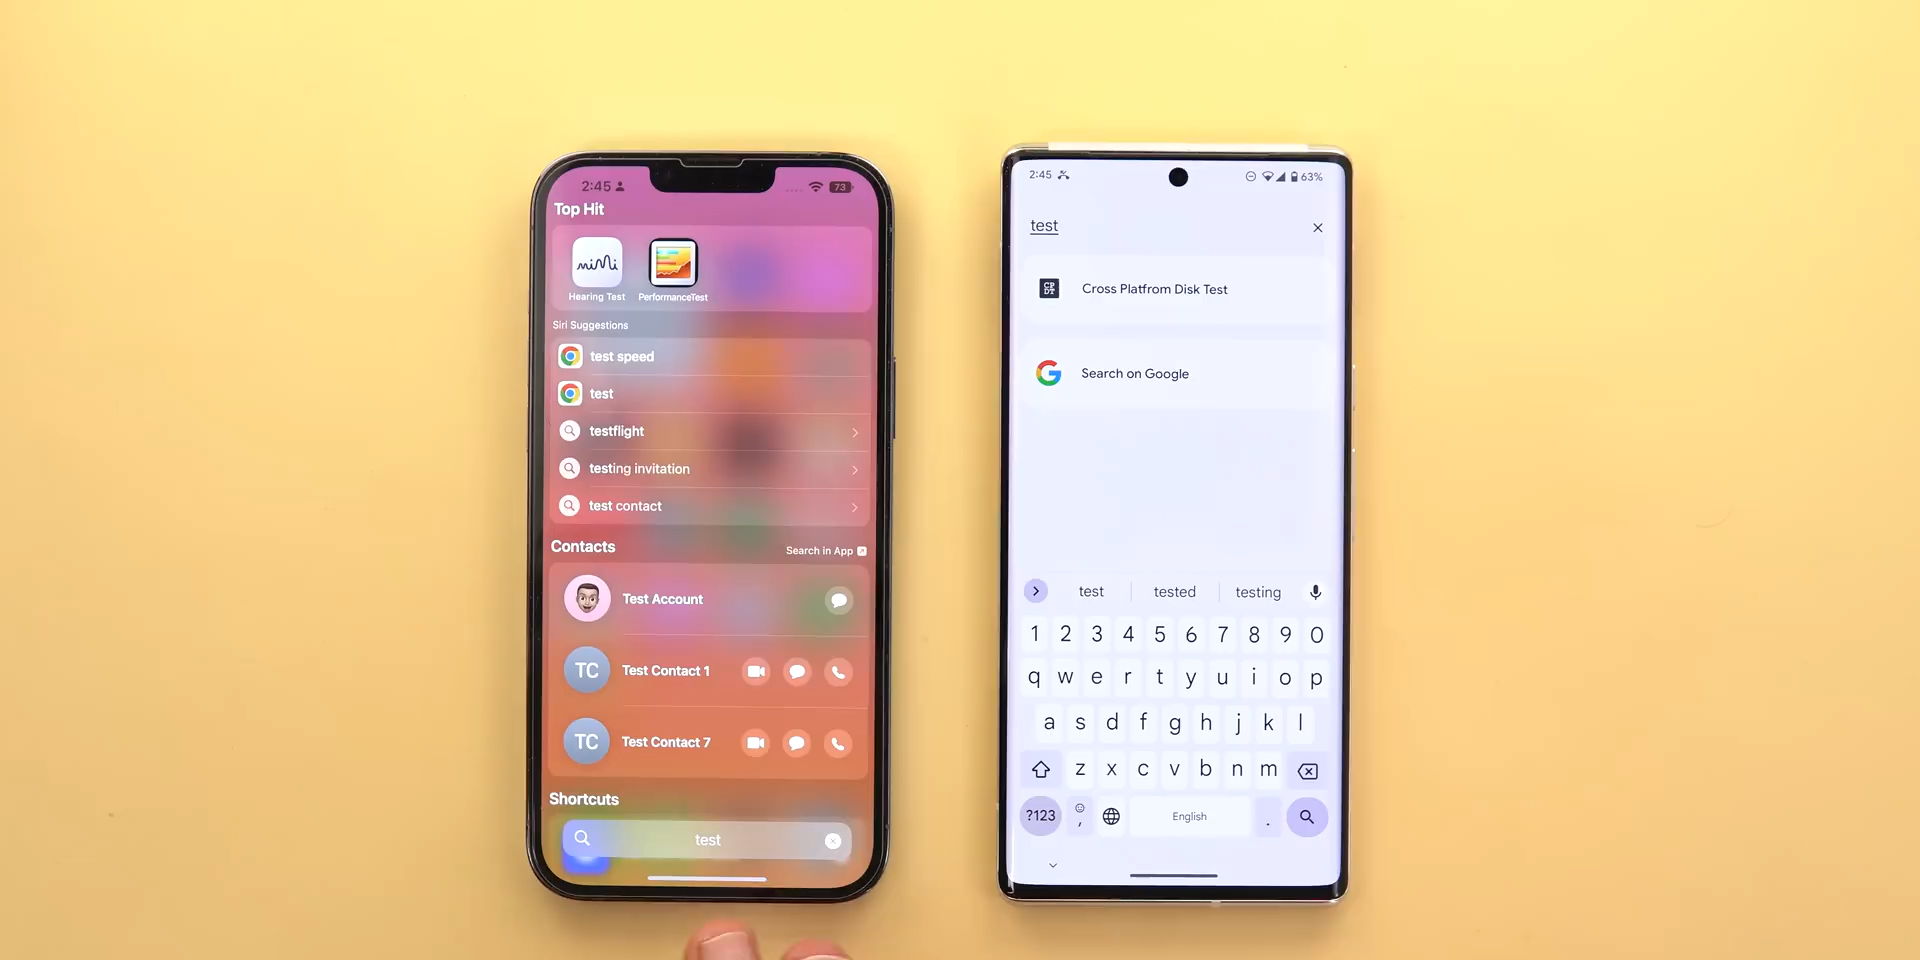 2:45
73
Top Hit
mimi
Hearing Test
PerformanceTest
Siri Suggestions
test speed
test
testflight
testing invitation
test contact
Contacts
Search in App
Test Account
TC
Test Contact 1
TC
Test Contact 7
Shortcuts
test
2:45
63%
test
CP
DT
Cross Platfrom Disk Test
G
Search on Google
test
tested
testing
1 2 3 4 5 6 7 8 9 0
q w e r t y u i o p
a s d f g h j k l
z x c v b n m
?123
,
English
.